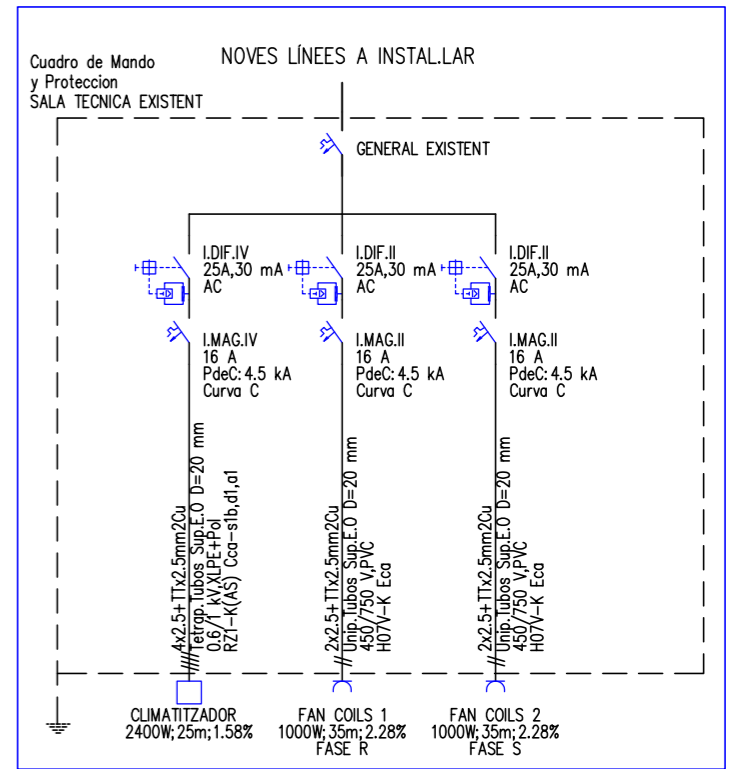 NOVES LÍNEES A INSTAL.LAR
Cuadro de Mando
y Proteccion
SALA TECNICA EXISTENT
GENERAL EXISTENT
I.DIF.IV
25A,30 mA
AC
I.DIF.II
25A,30 mA
AC
I.DIF.II
25A,30 mA
AC
I.MAG.IV
16 A
PdeC: 4.5 kA
Curva C
I.MAG.II
16 A
PdeC: 4.5 kA
Curva C
I.MAG.II
16 A
PdeC: 4.5 kA
Curva C
4x2.5+TTx2.5mm2Cu
Tetrap.Tubos Sup.E.O D=20 mm
0.6/1 kV,XLPE+Pol
RZ1-K(AS) Cca-s1b,d1,a1
2x2.5+TTx2.5mm2Cu
Unip.Tubos Sup.E.O D=20 mm
450/750 V,PVC
H07V-K Eca
2x2.5+TTx2.5mm2Cu
Unip.Tubos Sup.E.O D=20 mm
450/750 V,PVC
H07V-K Eca
CLIMATITZADOR
2400W;25m;1.58%
FAN COILS 1
1000W;35m;2.28%
FASE R
FAN COILS 2
1000W;35m;2.28%
FASE S